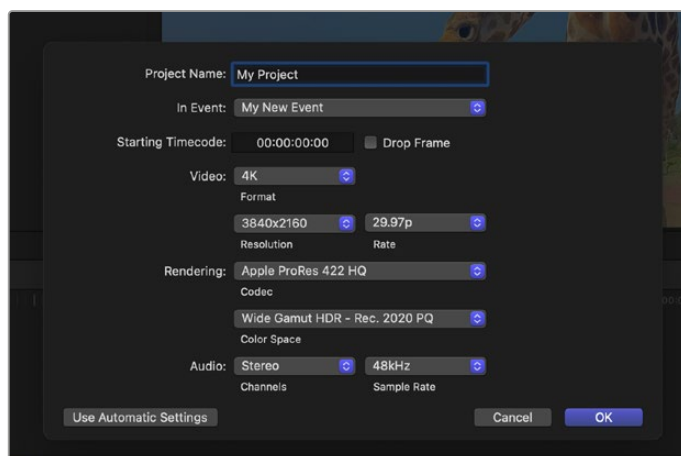 Project Name: My Project
In Event: My New Event
Starting Timecode: 00:00:00:00 Drop Frame
Video: 4K
Format
3840x2160 29.97p
Resolution Rate
Rendering: Apple ProRes 422 HQ
Codec
Wide Gamut HDR - Rec. 2020 PQ
Color Space
Audio: Stereo 48kHz
Channels Sample Rate
Use Automatic Settings Cancel OK